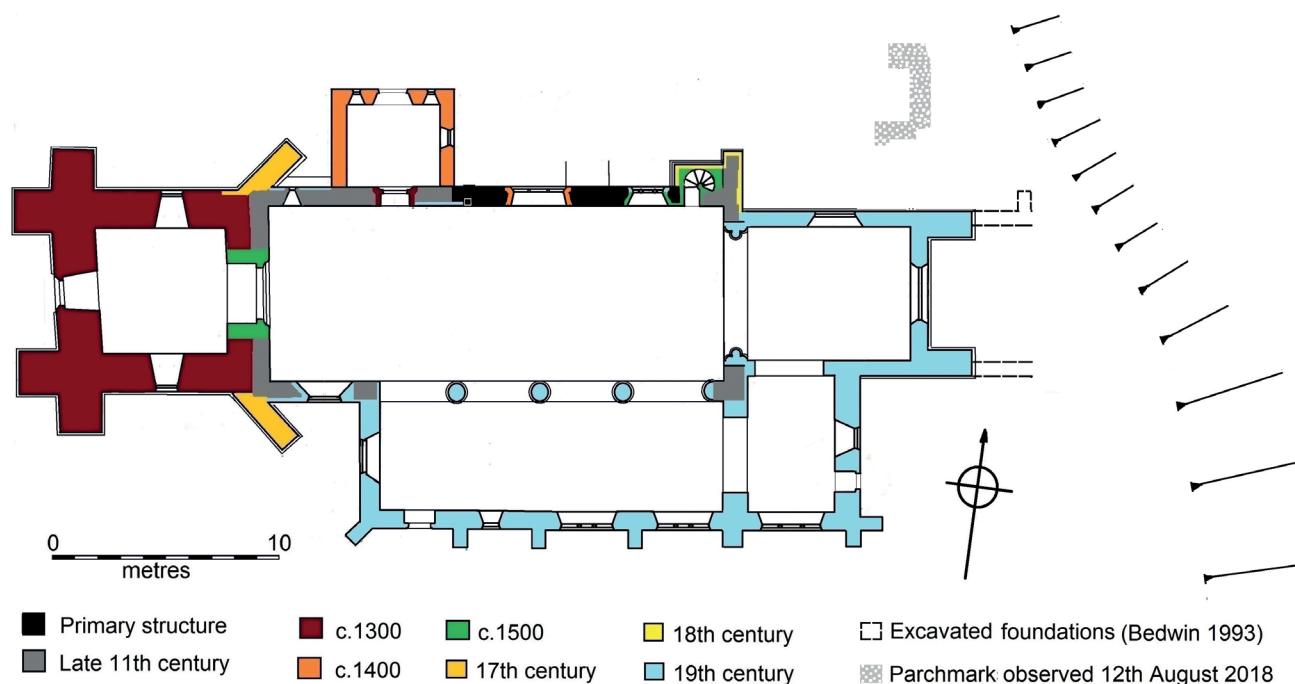 0 10
metres
Primary structure
Late 11th century
c.1300
c.1400
c.1500
17th century
18th century
19th century
Excavated foundations (Bedwin 1993)
Parchmark observed 12th August 2018